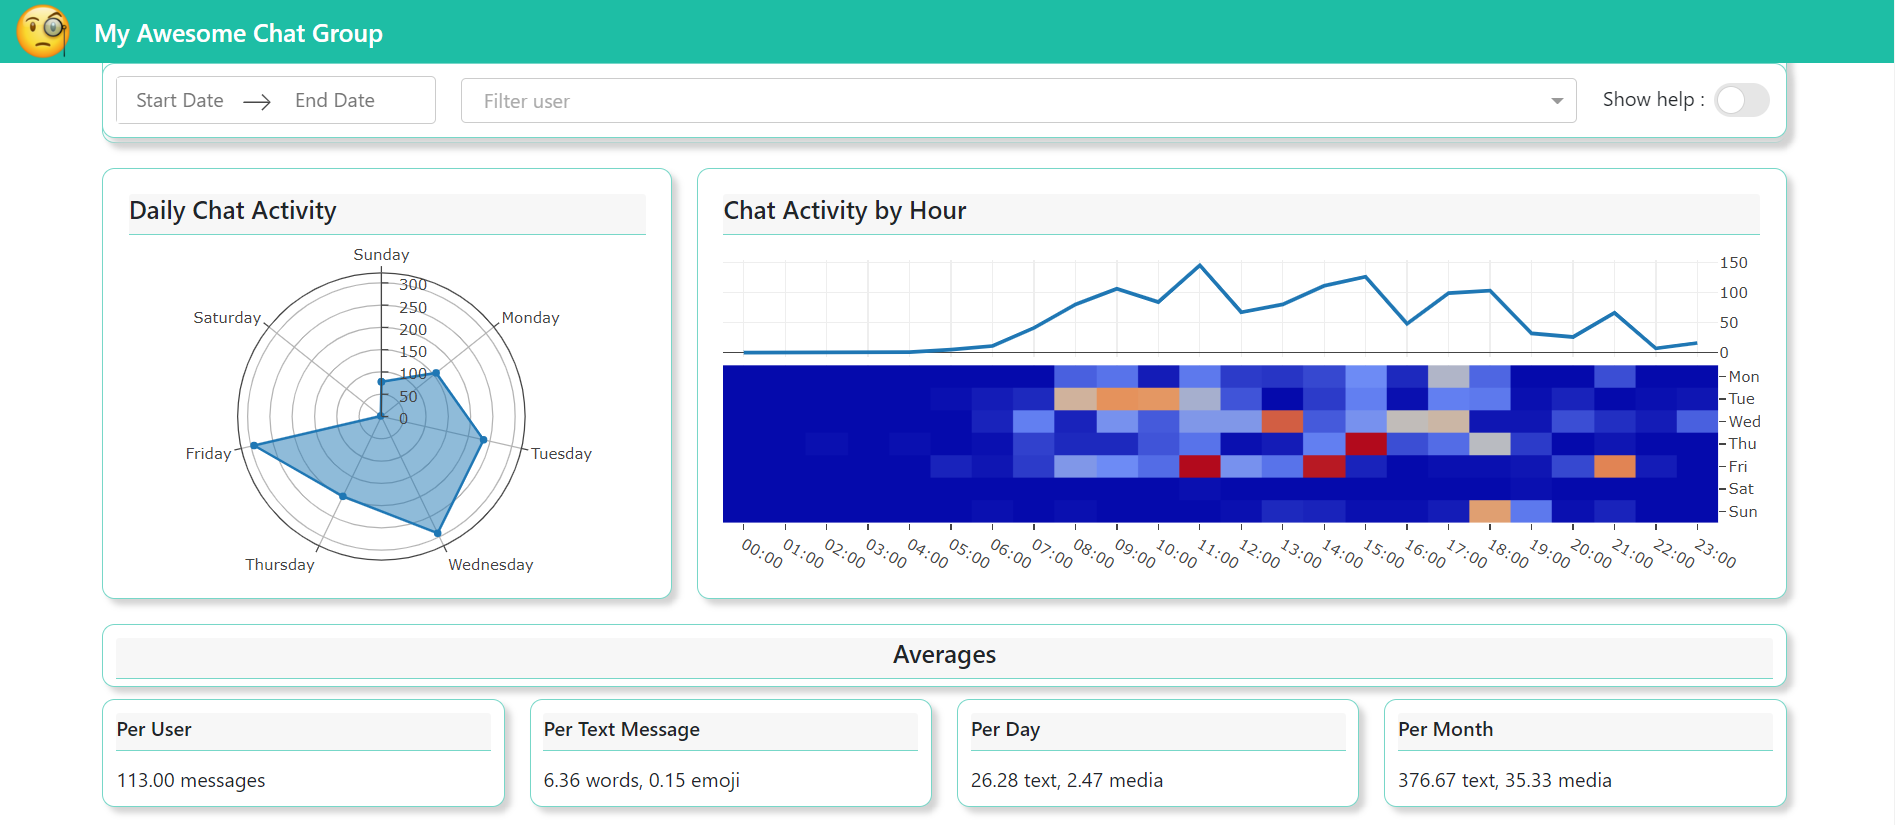 My Awesome Chat Group
Start Date → End Date
Filter user
Show help :
Daily Chat Activity
Sunday
Monday
Tuesday
Wednesday
Thursday
Friday
Saturday
300
250
200
150
100
50
0
Chat Activity by Hour
150
100
50
0
Mon
Tue
Wed
Thu
Fri
Sat
Sun
00:00 01:00 02:00 03:00 04:00 05:00 06:00 07:00 08:00 09:00 10:00 11:00 12:00 13:00 14:00 15:00 16:00 17:00 18:00 19:00 20:00 21:00 22:00 23:00
Averages
Per User
113.00 messages
Per Text Message
6.36 words, 0.15 emoji
Per Day
26.28 text, 2.47 media
Per Month
376.67 text, 35.33 media